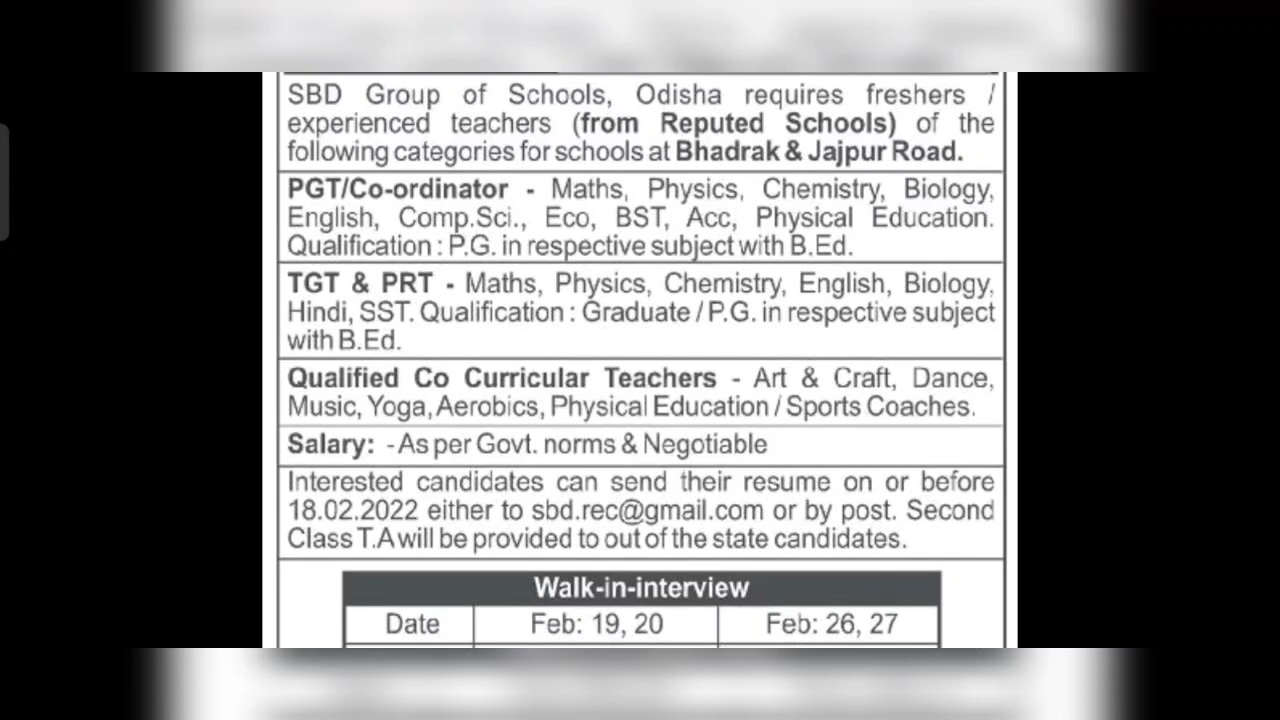 SBD Group of Schools, Odisha requires freshers /
experienced teachers (from Reputed Schools) of the
following categories for schools at Bhadrak & Jajpur Road.
PGT/Co-ordinator - Maths, Physics, Chemistry, Biology,
English, Comp.Sci., Eco, BST, Acc, Physical Education.
Qualification : P.G. in respective subject with B.Ed.
TGT & PRT - Maths, Physics, Chemistry, English, Biology,
Hindi, SST. Qualification : Graduate / P.G. in respective subject
with B.Ed.
Qualified Co Curricular Teachers - Art & Craft, Dance,
Music, Yoga, Aerobics, Physical Education / Sports Coaches.
Salary: - As per Govt. norms & Negotiable
Interested candidates can send their resume on or before
18.02.2022 either to sbd.rec@gmail.com or by post. Second
Class T.A will be provided to out of the state candidates.
Walk-in-interview
Date Feb: 19, 20 Feb: 26, 27